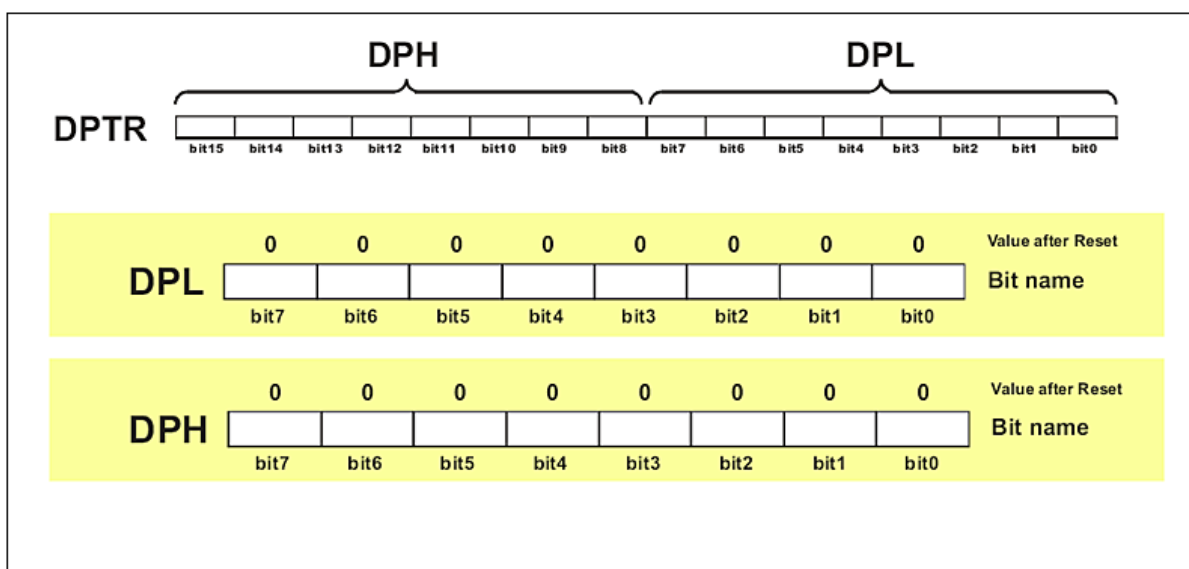 DPH DPL
DPTR
bit15 bit14 bit13 bit12 bit11 bit10 bit9 bit8 bit7 bit6 bit5 bit4 bit3 bit2 bit1 bit0
0 0 0 0 0 0 0 0 Value after Reset
DPL Bit name
bit7 bit6 bit5 bit4 bit3 bit2 bit1 bit0
0 0 0 0 0 0 0 0 Value after Reset
DPH Bit name
bit7 bit6 bit5 bit4 bit3 bit2 bit1 bit0